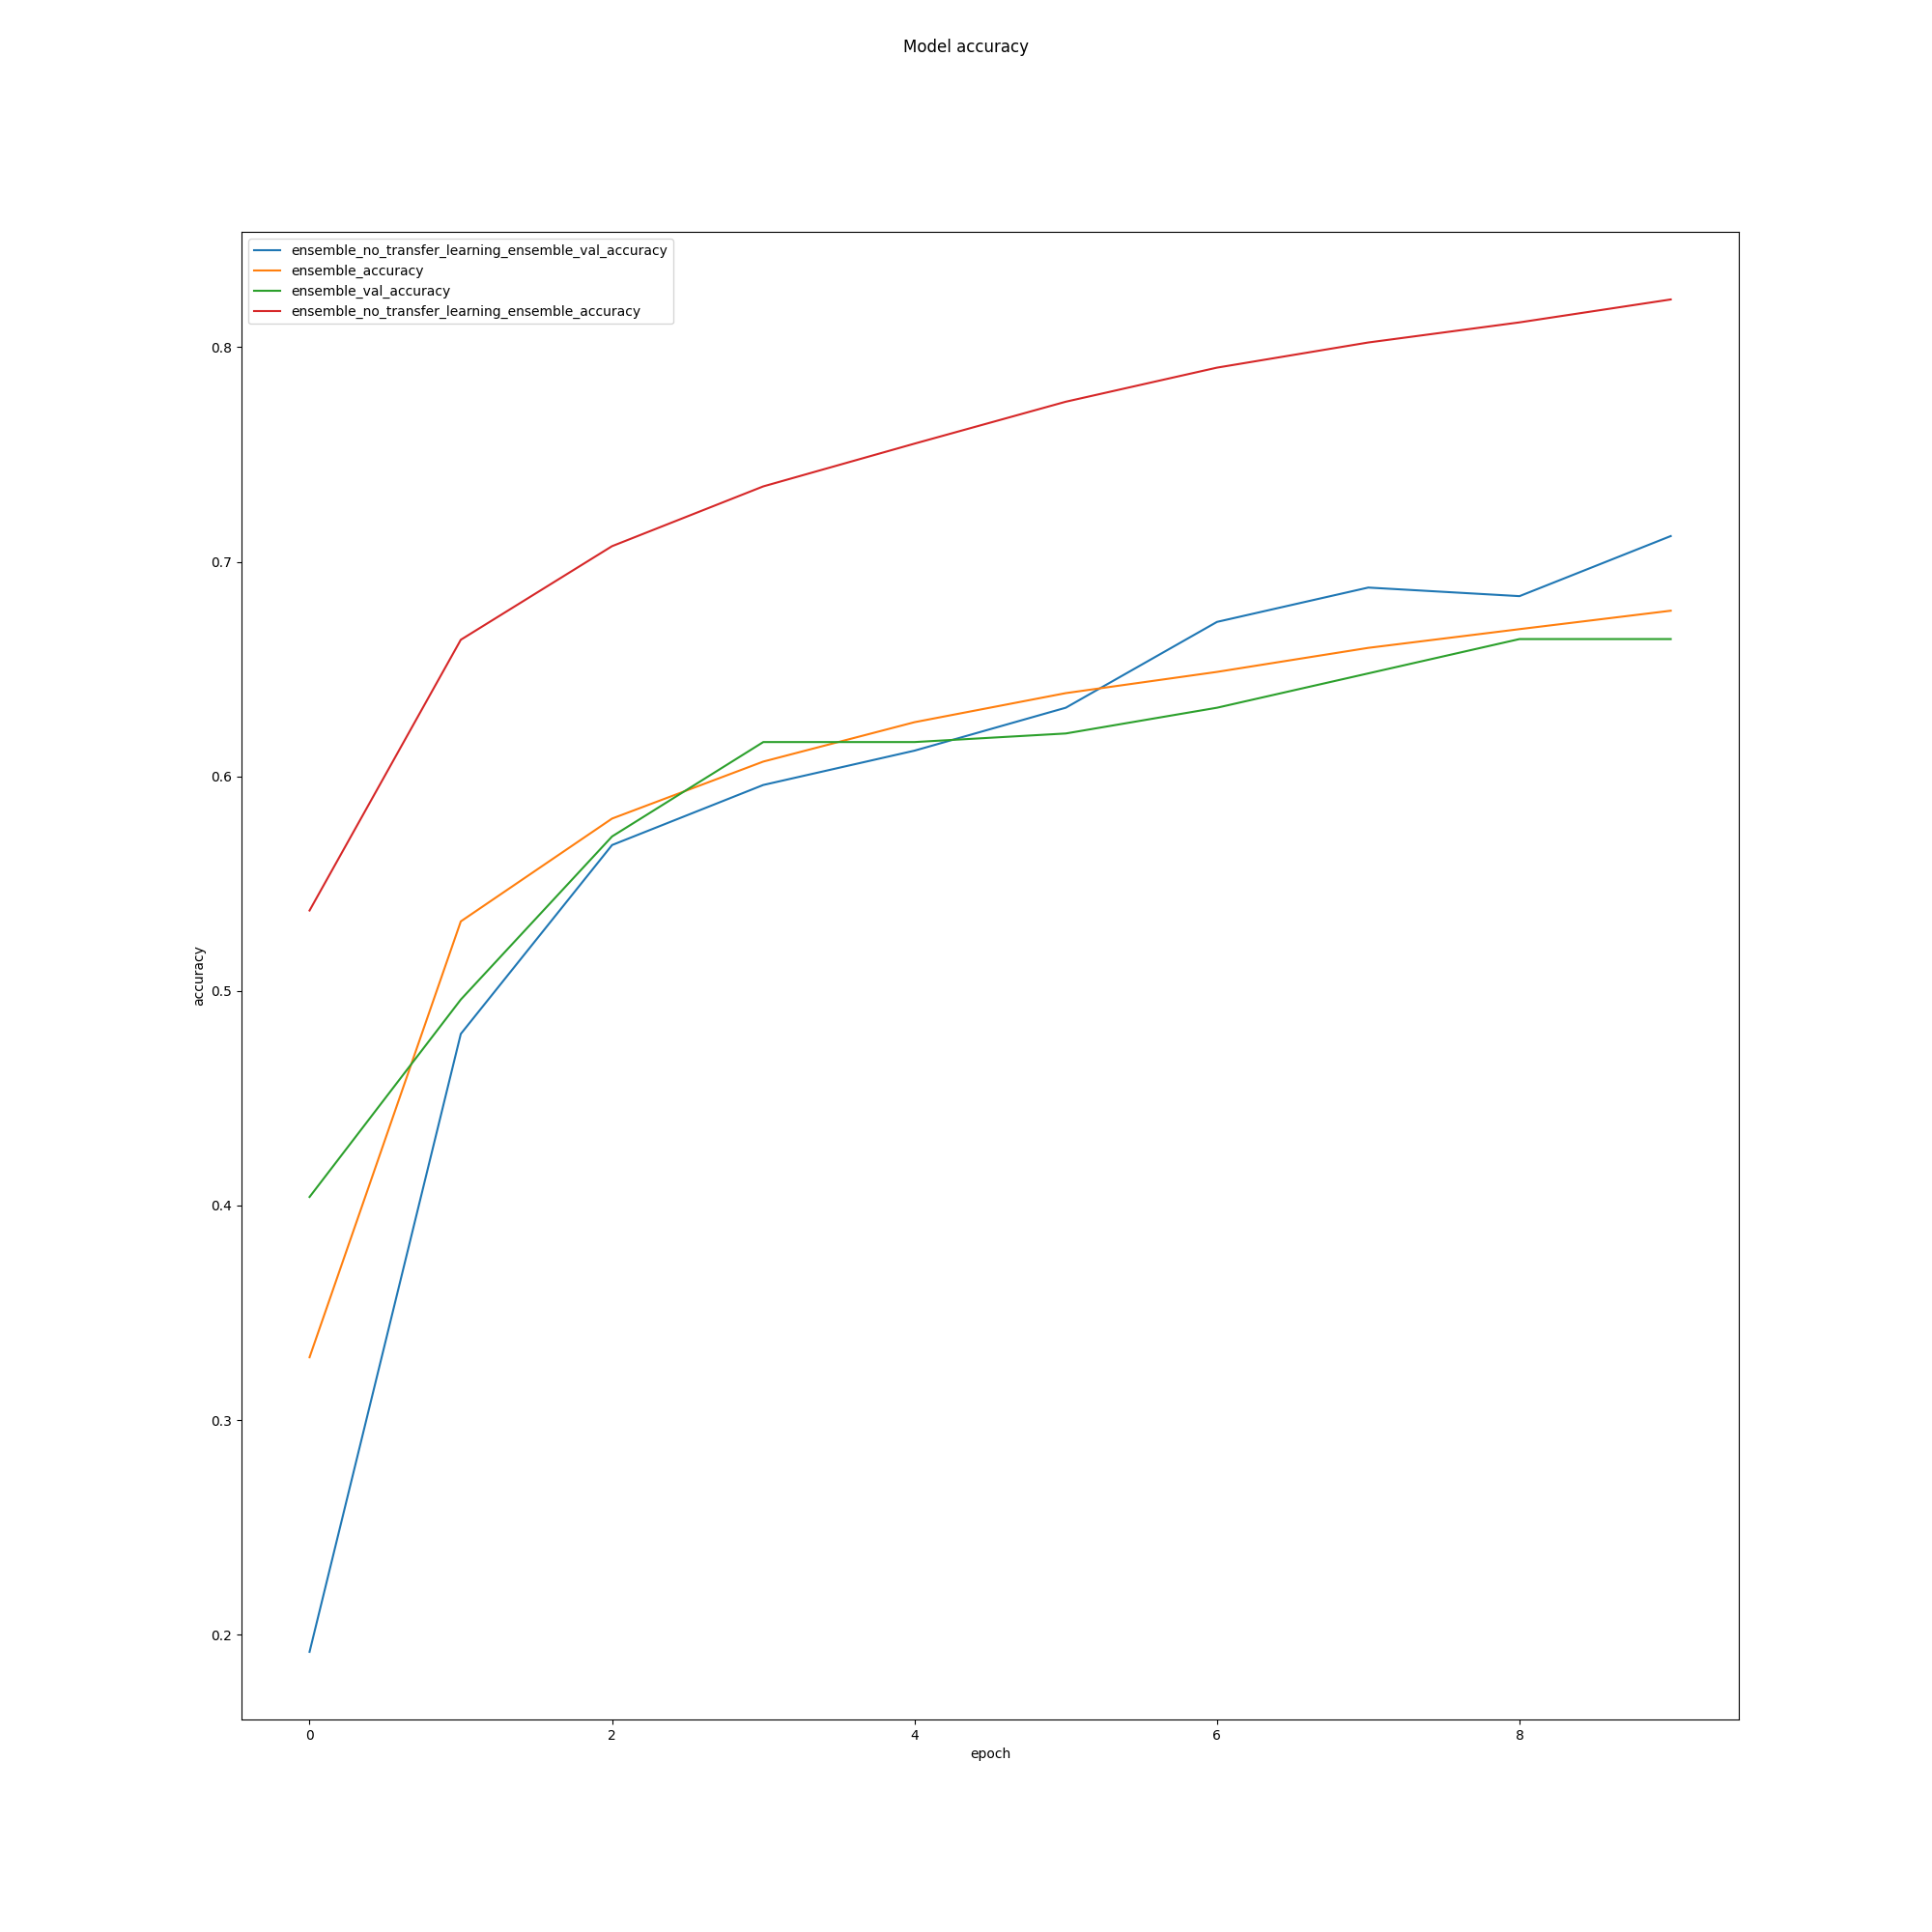 Model accuracy
ensemble_no_transfer_learning_ensemble_val_accuracy
ensemble_accuracy
ensemble_val_accuracy
ensemble_no_transfer_learning_ensemble_accuracy
0.8
0.7
0.6
0.5
0.4
0.3
0.2
accuracy
0 2 4 6 8
epoch